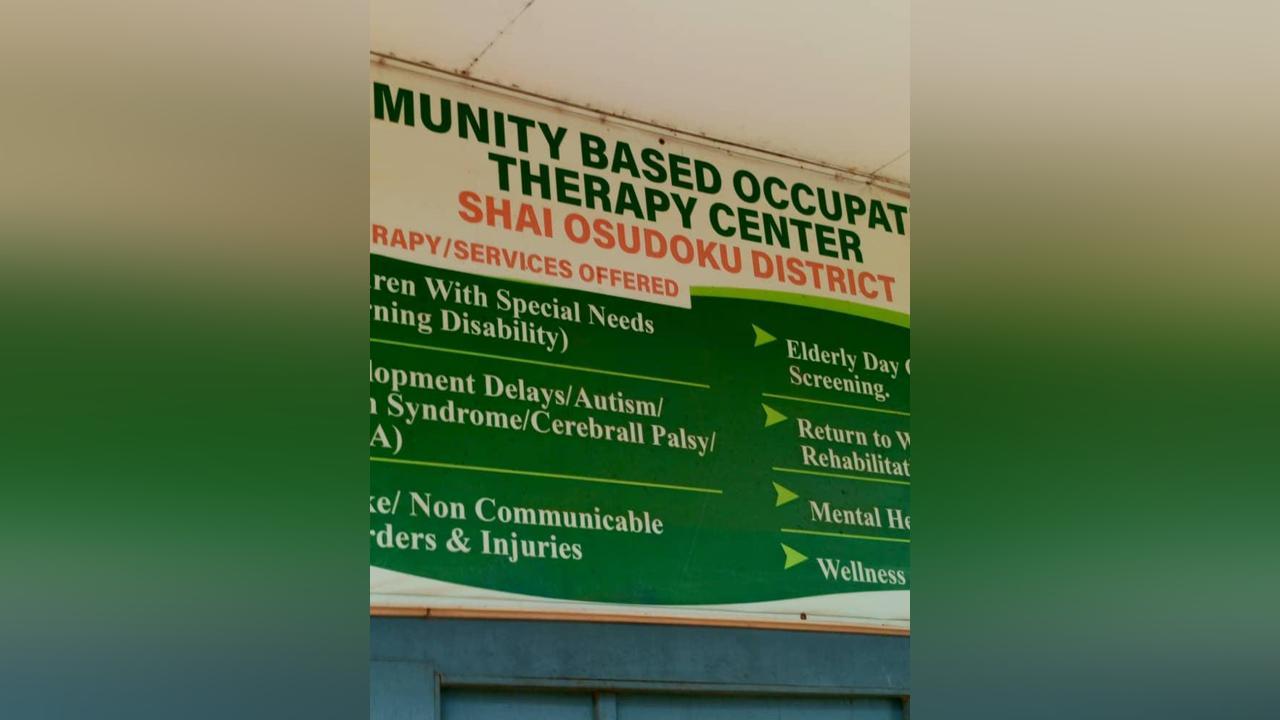 MUNITY BASED OCCUPAT
THERAPY CENTER
SHAI OSUDOKU DISTRICT
RAPY/SERVICES OFFERED
ren With Special Needs
rning Disability)
lopment Delays/Autism/
n Syndrome/Cerebrall Palsy/
A)
ke/ Non Communicable
rders & Injuries
Elderly Day C
Screening.
Return to W
Rehabilitat
Mental He
Wellness